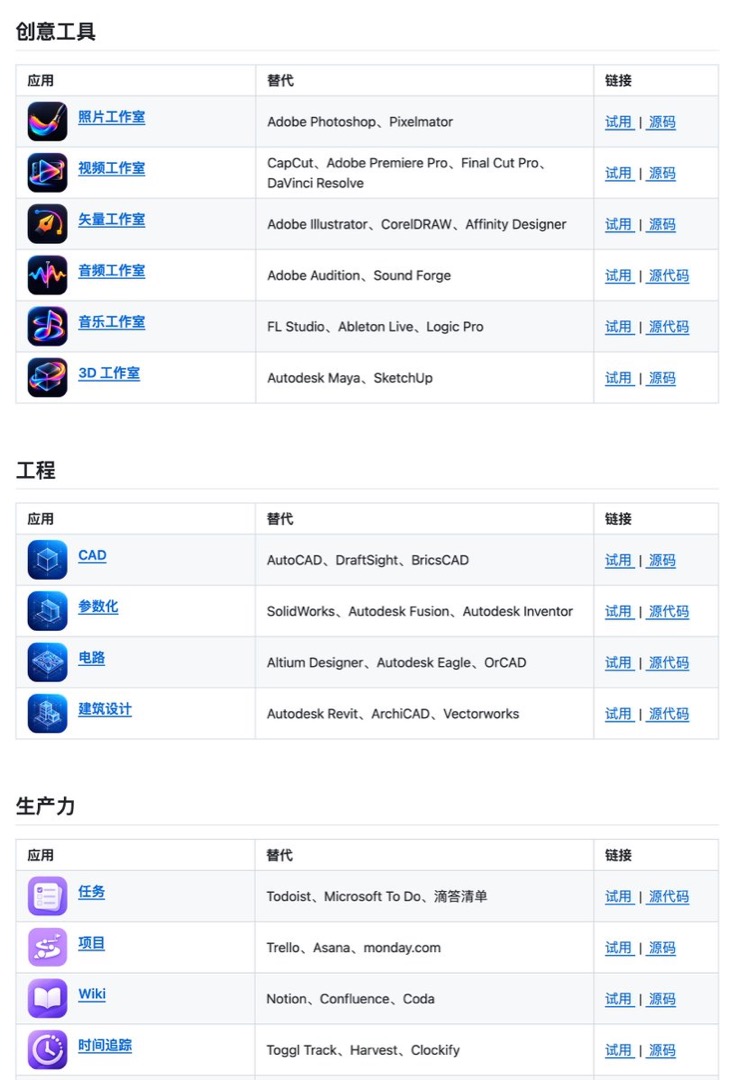 创意工具
应用 替代 链接
照片工作室 Adobe Photoshop、Pixelmator 试用 | 源码
视频工作室 CapCut、Adobe Premiere Pro、Final Cut Pro、
DaVinci Resolve 试用 | 源码
矢量工作室 Adobe Illustrator、CorelDRAW、Affinity Designer 试用 | 源码
音频工作室 Adobe Audition、Sound Forge 试用 | 源代码
音乐工作室 FL Studio、Ableton Live、Logic Pro 试用 | 源代码
3D 工作室 Autodesk Maya、SketchUp 试用 | 源码
工程
应用 替代 链接
CAD AutoCAD、DraftSight、BricsCAD 试用 | 源码
参数化 SolidWorks、Autodesk Fusion、Autodesk Inventor 试用 | 源代码
电路 Altium Designer、Autodesk Eagle、OrCAD 试用 | 源代码
建筑设计 Autodesk Revit、ArchiCAD、Vectorworks 试用 | 源代码
生产力
应用 替代 链接
任务 Todoist、Microsoft To Do、滴答清单 试用 | 源代码
项目 Trello、Asana、monday.com 试用 | 源码
Wiki Notion、Confluence、Coda 试用 | 源码
时间追踪 Toggl Track、Harvest、Clockify 试用 | 源码